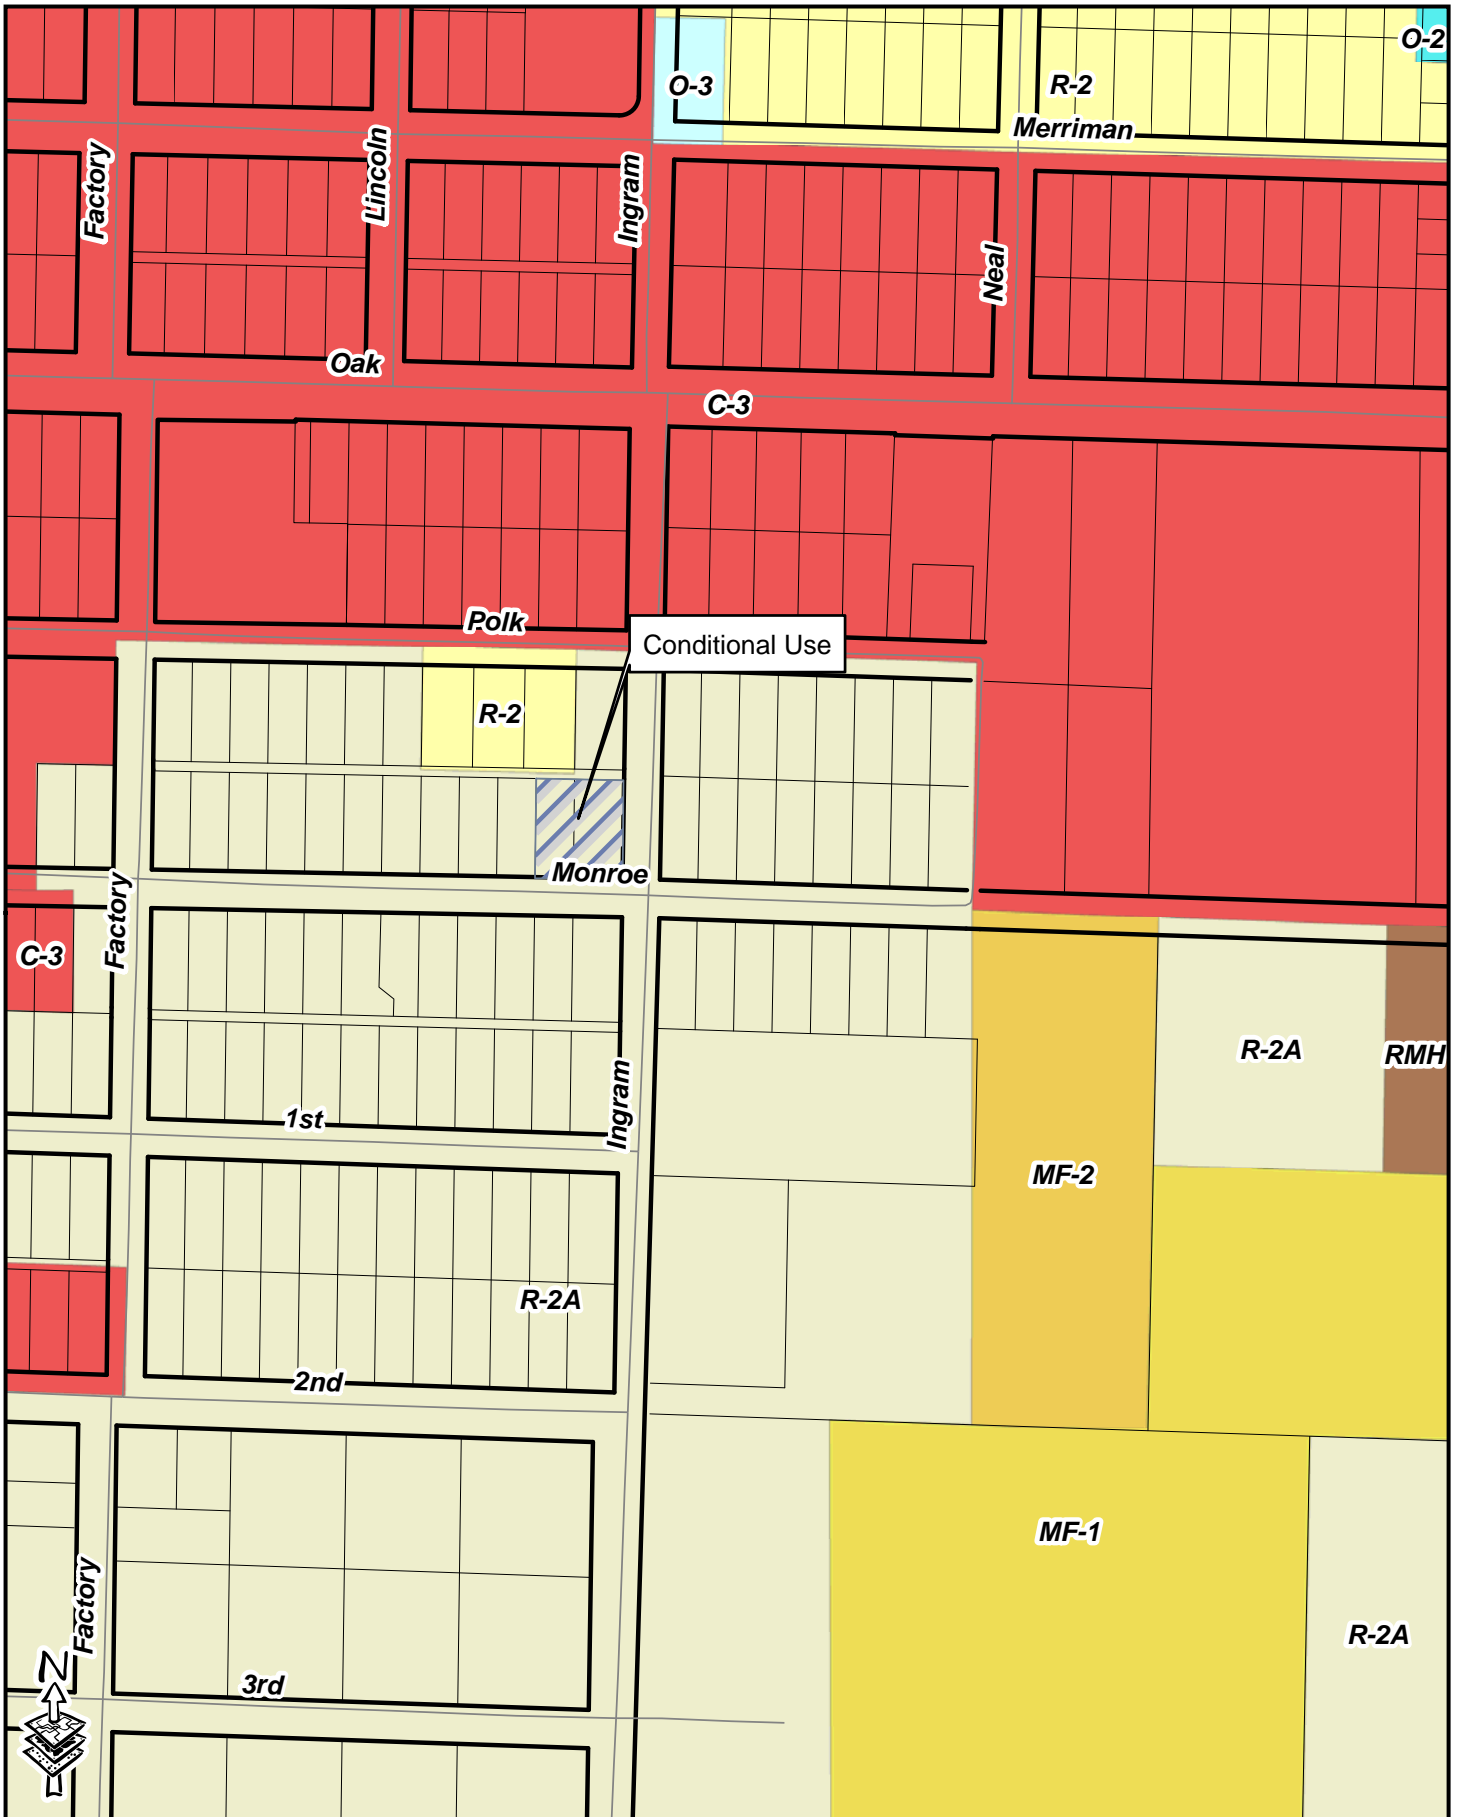 O-2
O-3
R-2
Merriman
Factory
Lincoln
Ingram
Neal
Oak
C-3
Polk
Conditional Use
R-2
Monroe
Factory
C-3
R-2A
RMH
Ingram
1st
MF-2
R-2A
2nd
MF-1
Factory
R-2A
N
3rd